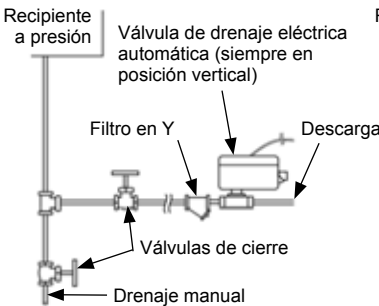 Recipiente
a presión
Válvula de drenaje eléctrica
automática (siempre en
posición vertical)
Filtro en Y
Descarga
Válvulas de cierre
Drenaje manual